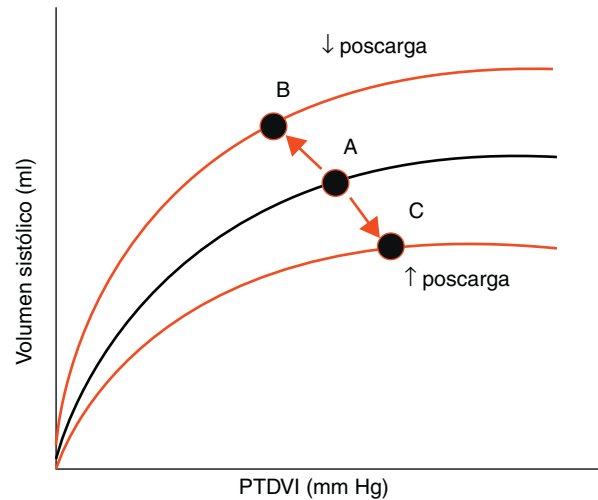 ↓ poscarga
B
A
C
↑ poscarga
Volumen sistólico (ml)
PTDVI (mm Hg)